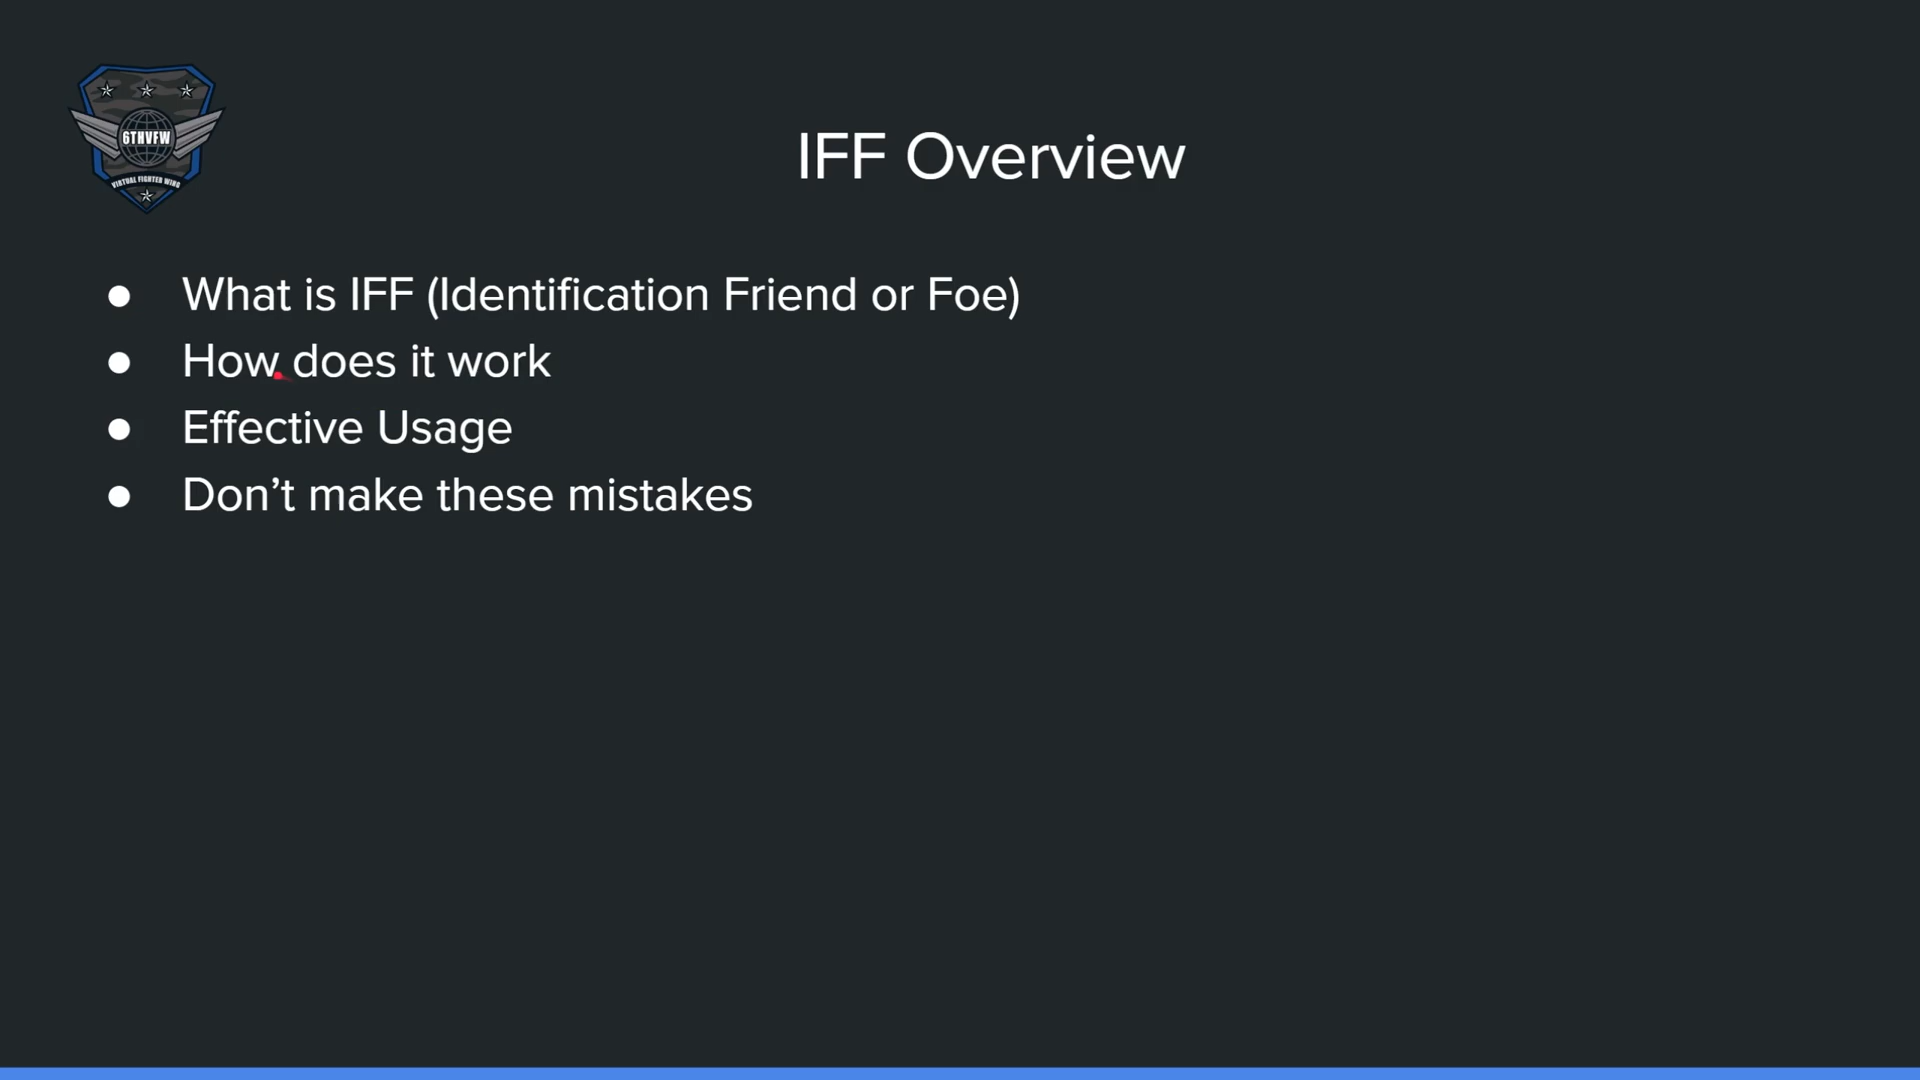 6THVFW
VIRTUAL FIGHTER WING
IFF Overview
● What is IFF (Identification Friend or Foe)
● How does it work
● Effective Usage
● Don’t make these mistakes